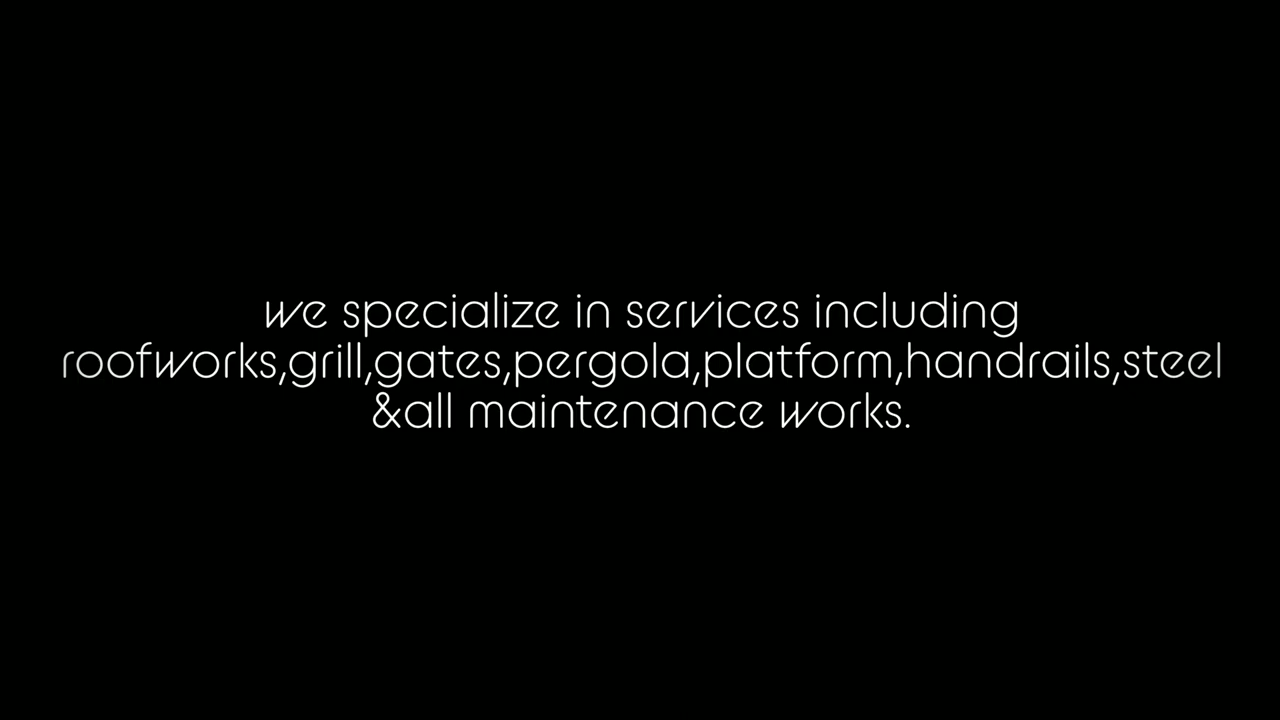 we specialize in services including
roofworks,grill,gates,pergola,platform,handrails,steel
&all maintenance works.